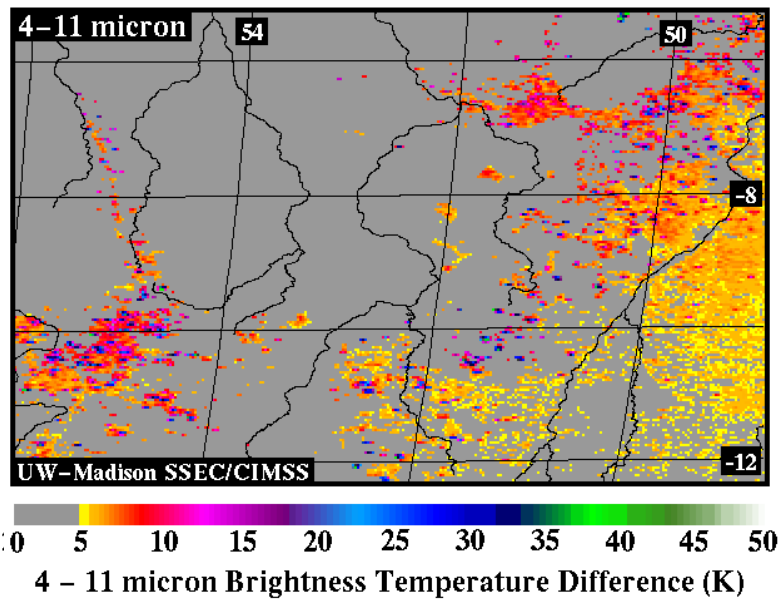 4–11 micron
54
50
-8
-12
UW–Madison SSEC/CIMSS
0 5 10 15 20 25 30 35 40 45 50
4 – 11 micron Brightness Temperature Difference (K)